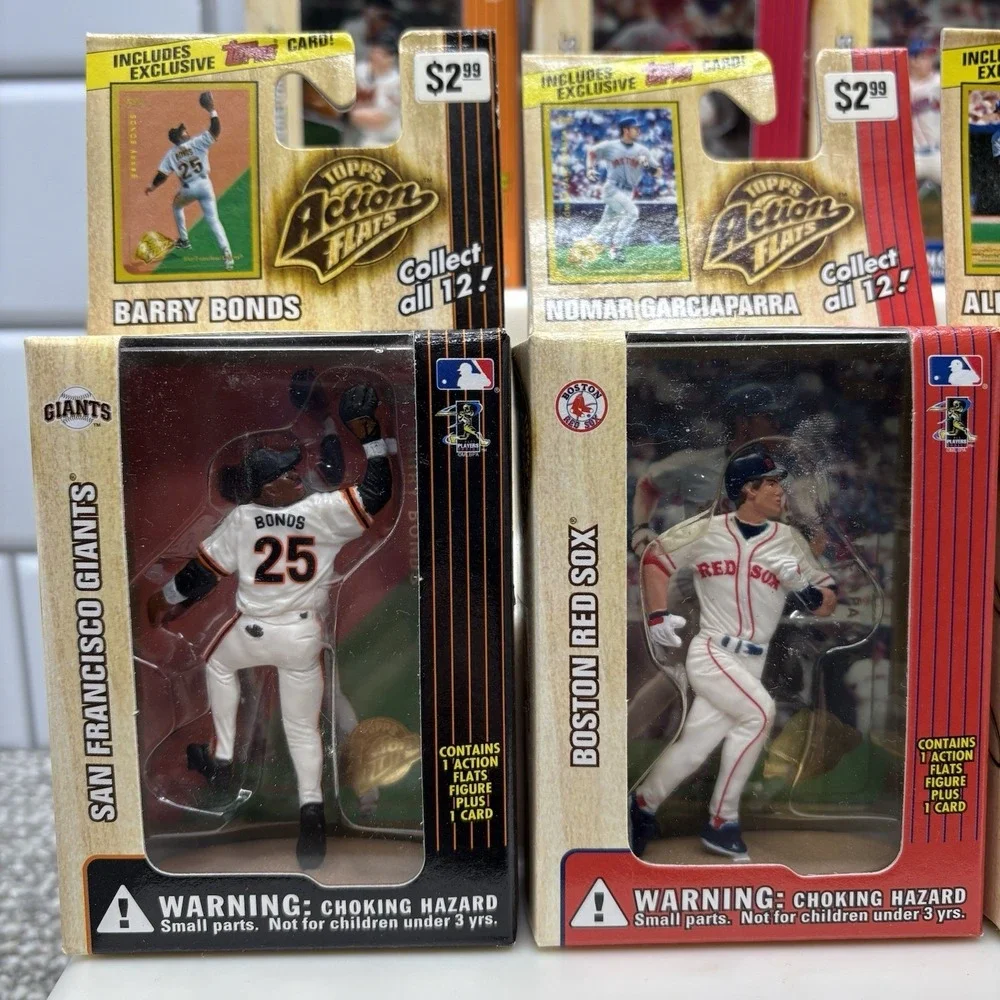 INCLUDES
EXCLUSIVE Topps CARD!
$2.99
BARRY BONDS
25
TOPPS
Action
FLATS
Collect
all 12!
BARRY BONDS
GIANTS
SAN FRANCISCO GIANTS®
BONDS
25
CONTAINS
1 ACTION
FLATS
FIGURE
PLUS
1 CARD
WARNING: CHOKING HAZARD
Small parts. Not for children under 3 yrs.
INCLUDES
EXCLUSIVE Topps CARD!
$2.99
TOPPS
Action
FLATS
Collect
all 12!
NOMAR GARCIAPARRA
BOSTON
RED SOX
BOSTON RED SOX®
RED SOX
CONTAINS
1 ACTION
FLATS
FIGURE
PLUS
1 CARD
WARNING: CHOKING HAZARD
Small parts. Not for children under 3 yrs.